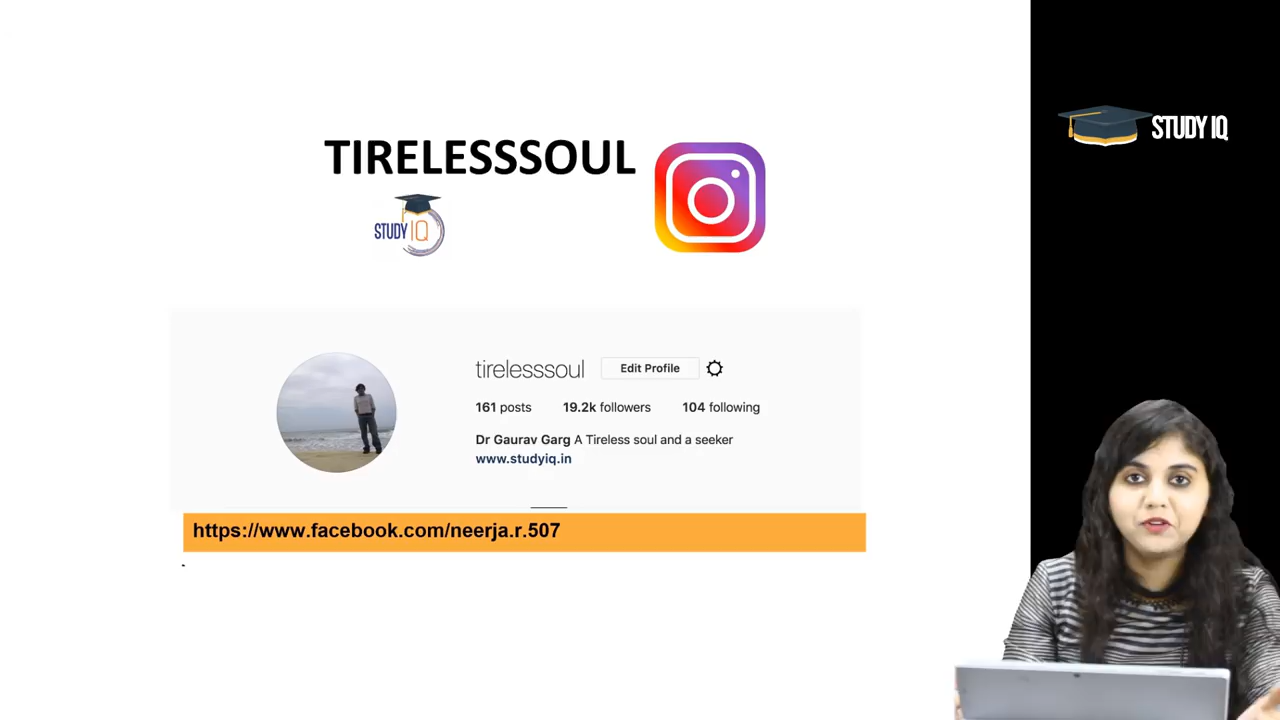 TIRELESSSOUL
STUDY IQ
STUDY IQ
tirelesssoul Edit Profile
161 posts 19.2k followers 104 following
Dr Gaurav Garg A Tireless soul and a seeker
www.studyiq.in
https://www.facebook.com/neerja.r.507